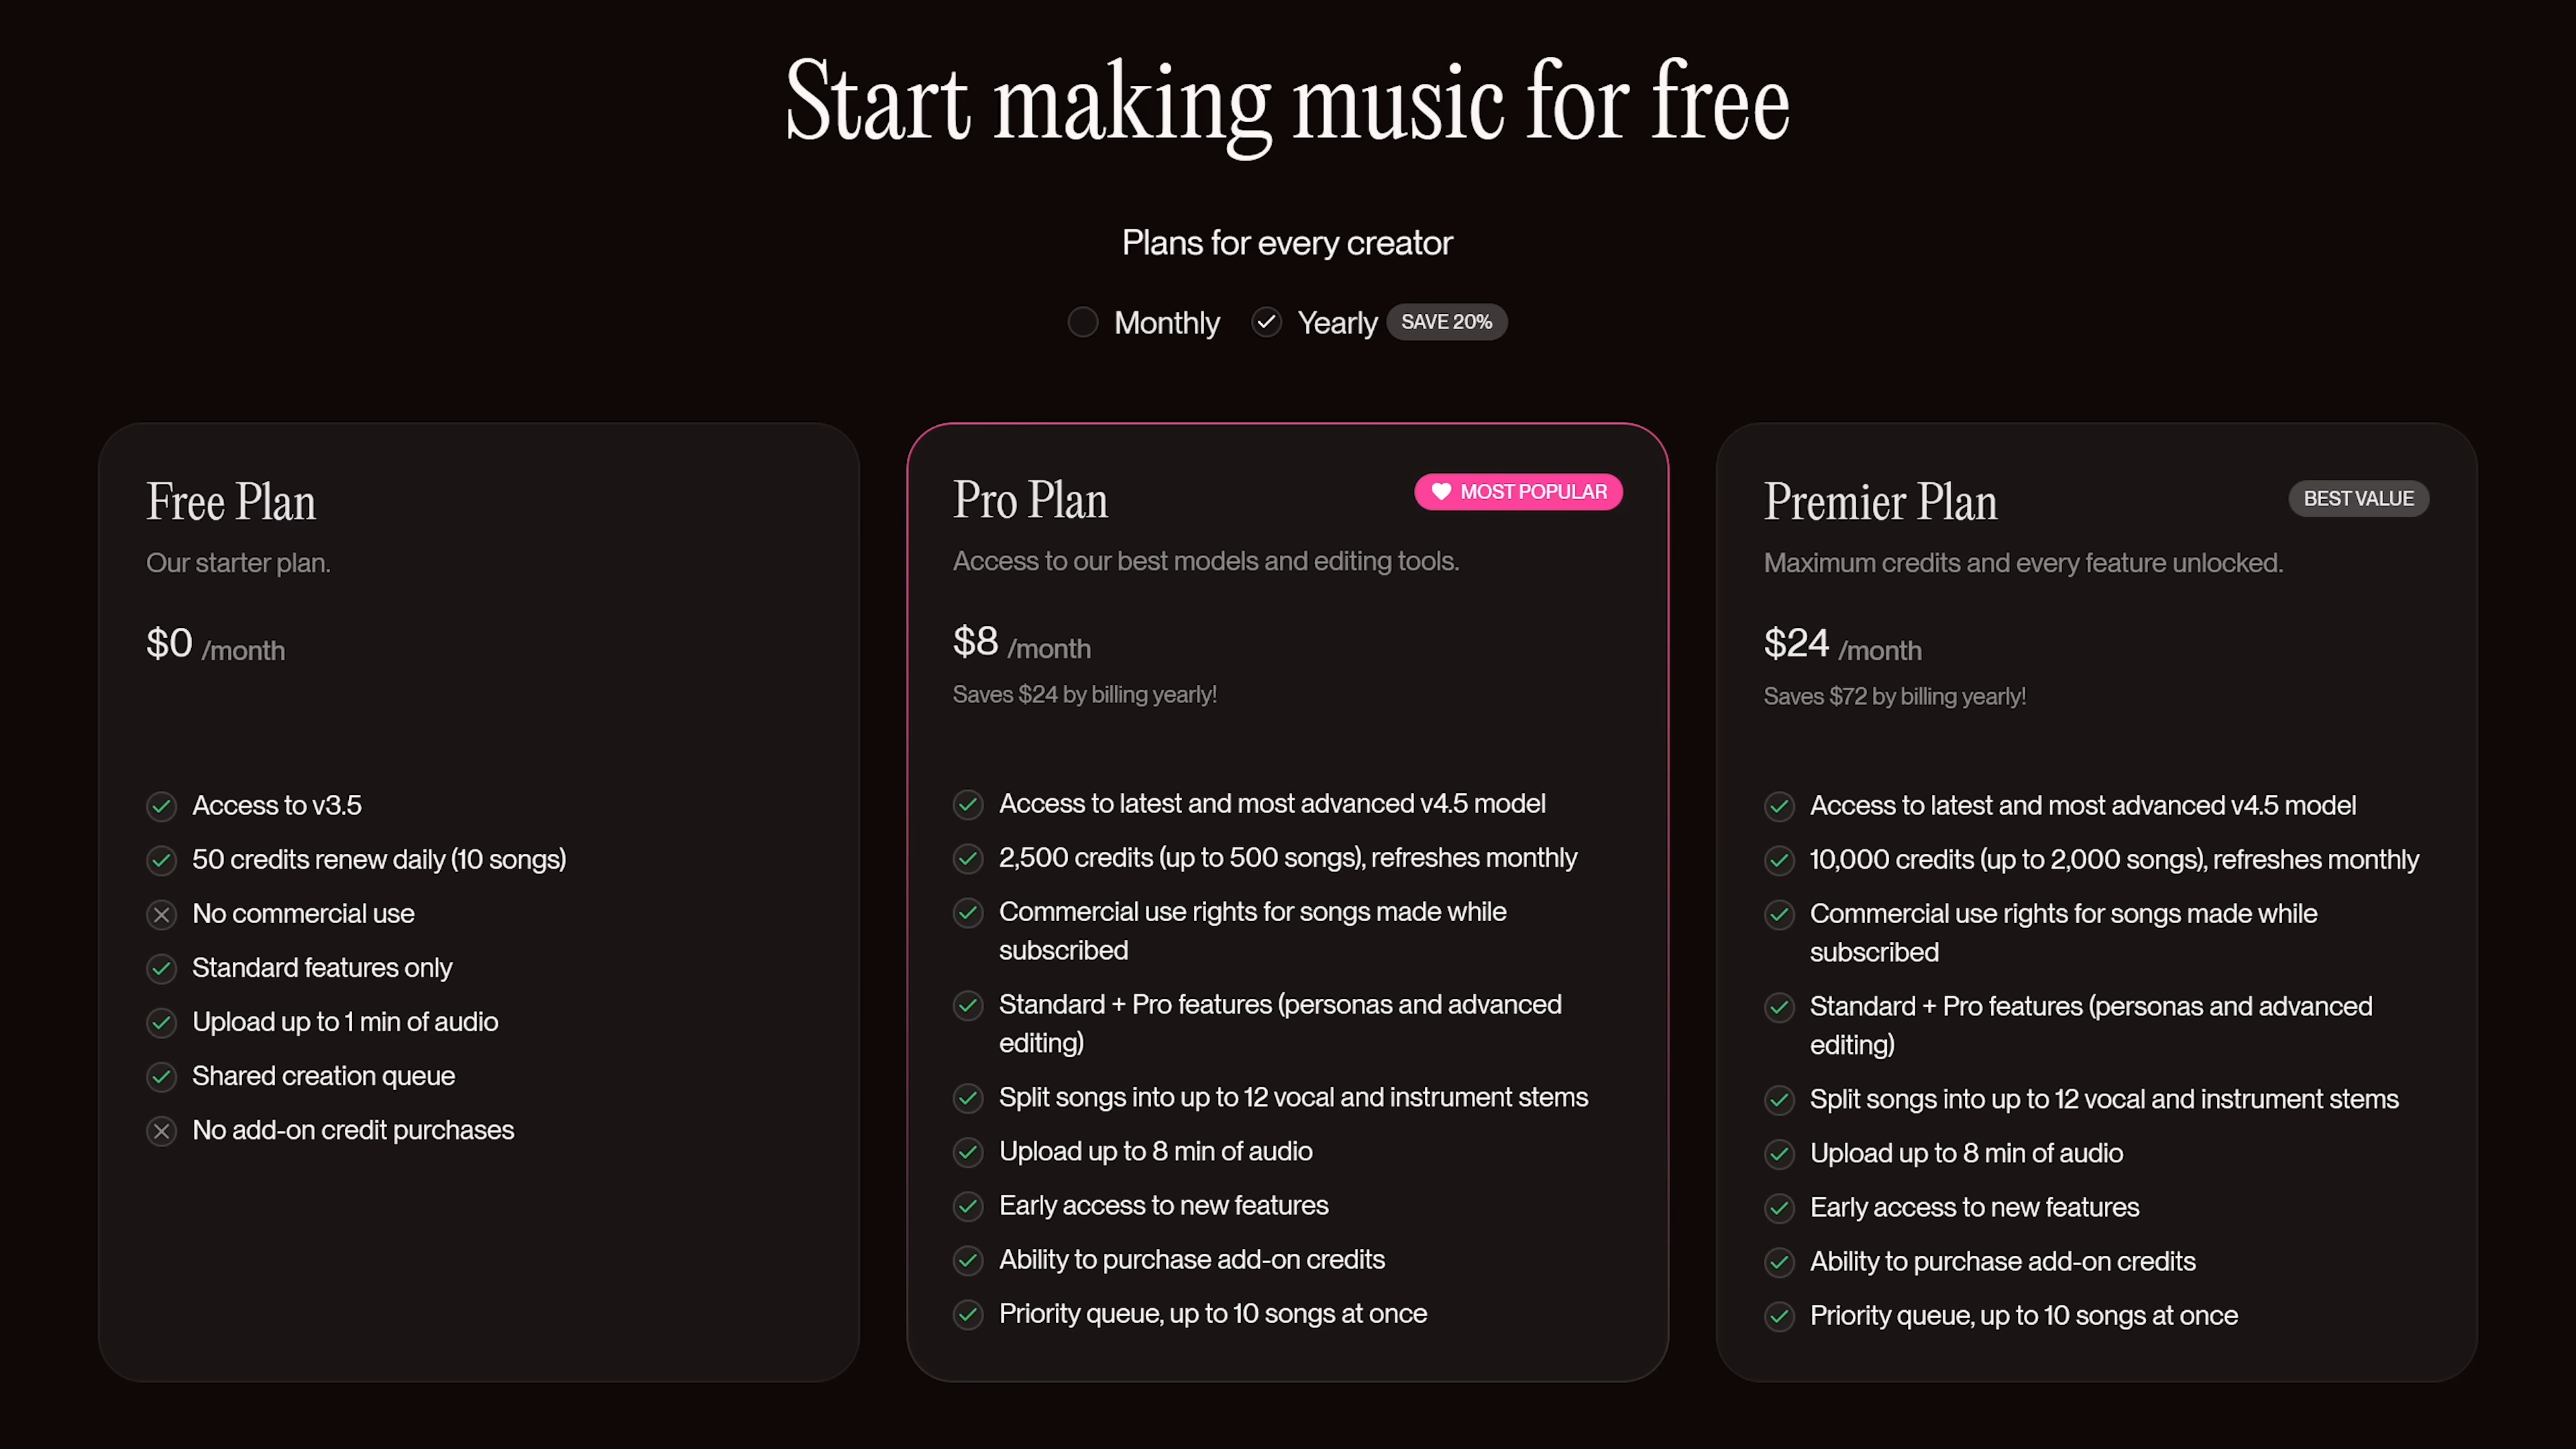 Start making music for free
Plans for every creator
Monthly
Yearly
SAVE 20%
Free Plan
Our starter plan.
$0 /month
Access to v3.5
50 credits renew daily (10 songs)
No commercial use
Standard features only
Upload up to 1 min of audio
Shared creation queue
No add-on credit purchases
Pro Plan
MOST POPULAR
Access to our best models and editing tools.
$8 /month
Saves $24 by billing yearly!
Access to latest and most advanced v4.5 model
2,500 credits (up to 500 songs), refreshes monthly
Commercial use rights for songs made while
subscribed
Standard + Pro features (personas and advanced
editing)
Split songs into up to 12 vocal and instrument stems
Upload up to 8 min of audio
Early access to new features
Ability to purchase add-on credits
Priority queue, up to 10 songs at once
Premier Plan
BEST VALUE
Maximum credits and every feature unlocked.
$24 /month
Saves $72 by billing yearly!
Access to latest and most advanced v4.5 model
10,000 credits (up to 2,000 songs), refreshes monthly
Commercial use rights for songs made while
subscribed
Standard + Pro features (personas and advanced
editing)
Split songs into up to 12 vocal and instrument stems
Upload up to 8 min of audio
Early access to new features
Ability to purchase add-on credits
Priority queue, up to 10 songs at once